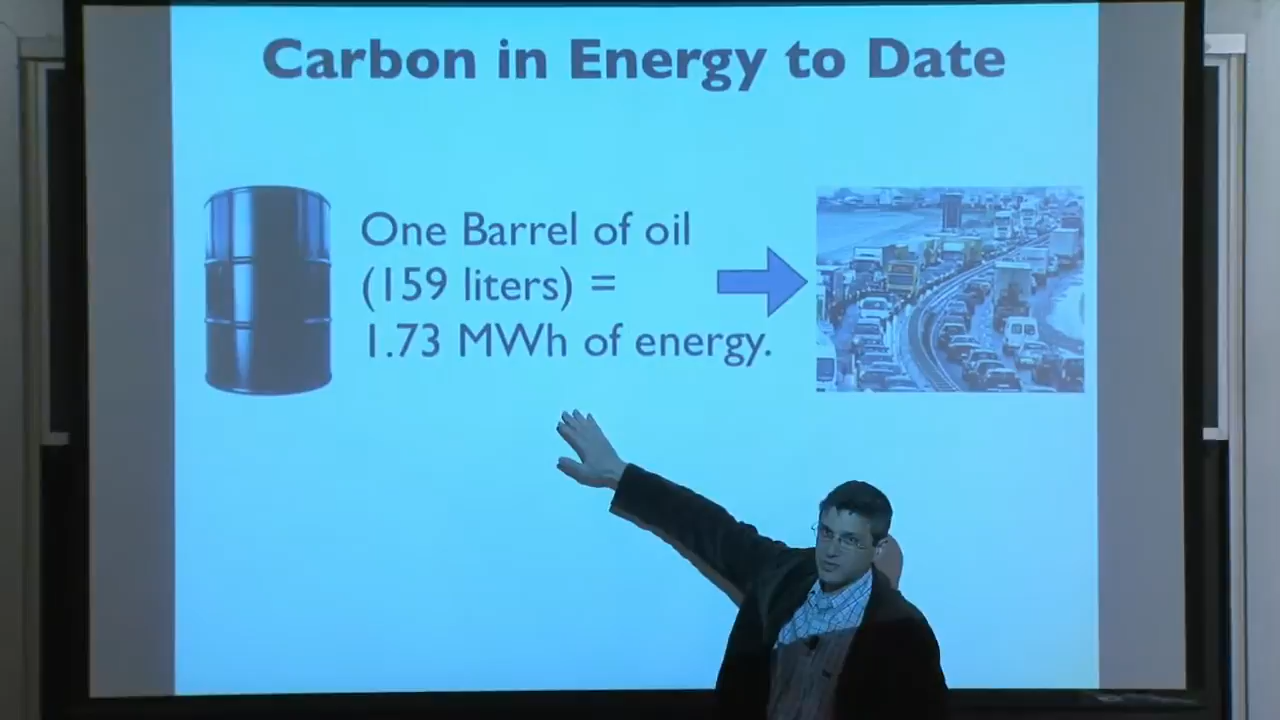 Carbon in Energy to Date
One Barrel of oil
(159 liters) =
1.73 MWh of energy.